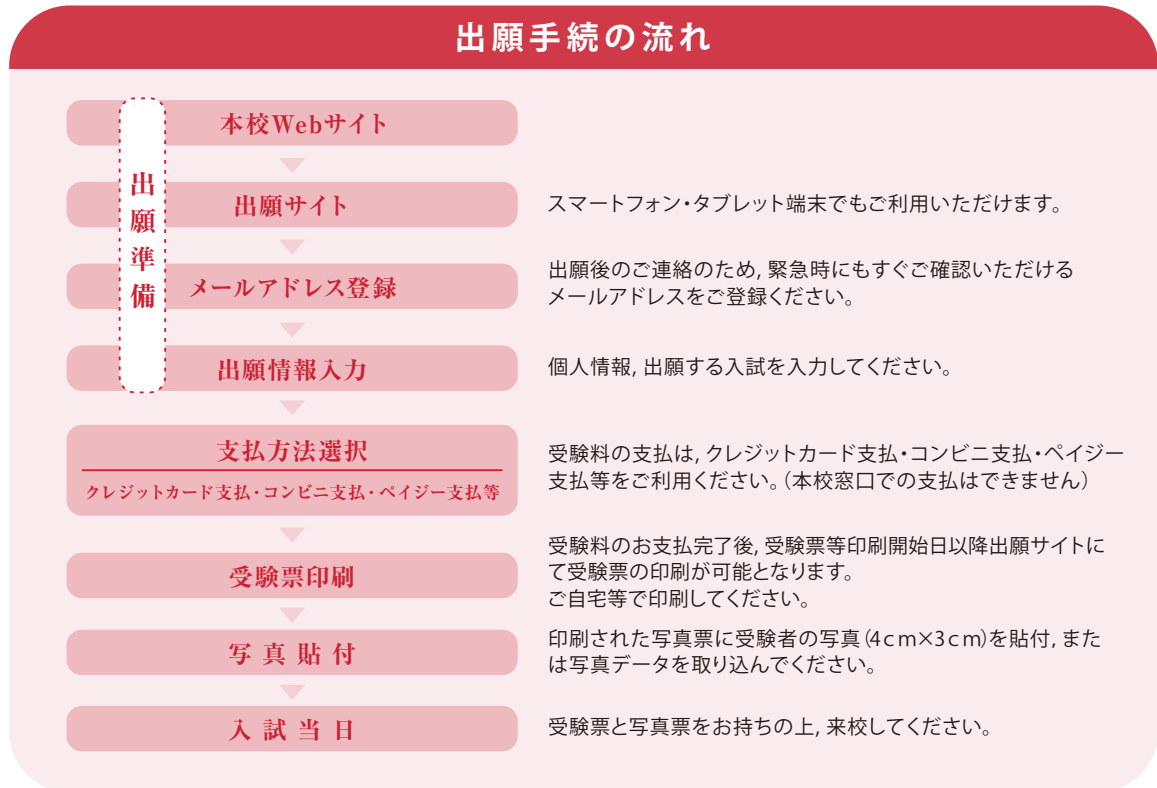 出願手続の流れ
出願準備
本校Webサイト
出願サイト
スマートフォン・タブレット端末でもご利用いただけます。
メールアドレス登録
出願後のご連絡のため, 緊急時にもすぐご確認いただける
メールアドレスをご登録ください。
出願情報入力
個人情報, 出願する入試を入力してください。
支払方法選択
クレジットカード支払・コンビニ支払・ペイジー支払等
受験料の支払は, クレジットカード支払・コンビニ支払・ペイジー
支払等をご利用ください。(本校窓口での支払はできません)
受験票印刷
受験料のお支払完了後, 受験票等印刷開始日以降出願サイトに
て受験票の印刷が可能となります。
ご自宅等で印刷してください。
写真貼付
印刷された写真票に受験者の写真(4cm×3cm)を貼付, また
は写真データを取り込んでください。
入試当日
受験票と写真票をお持ちの上, 来校してください。